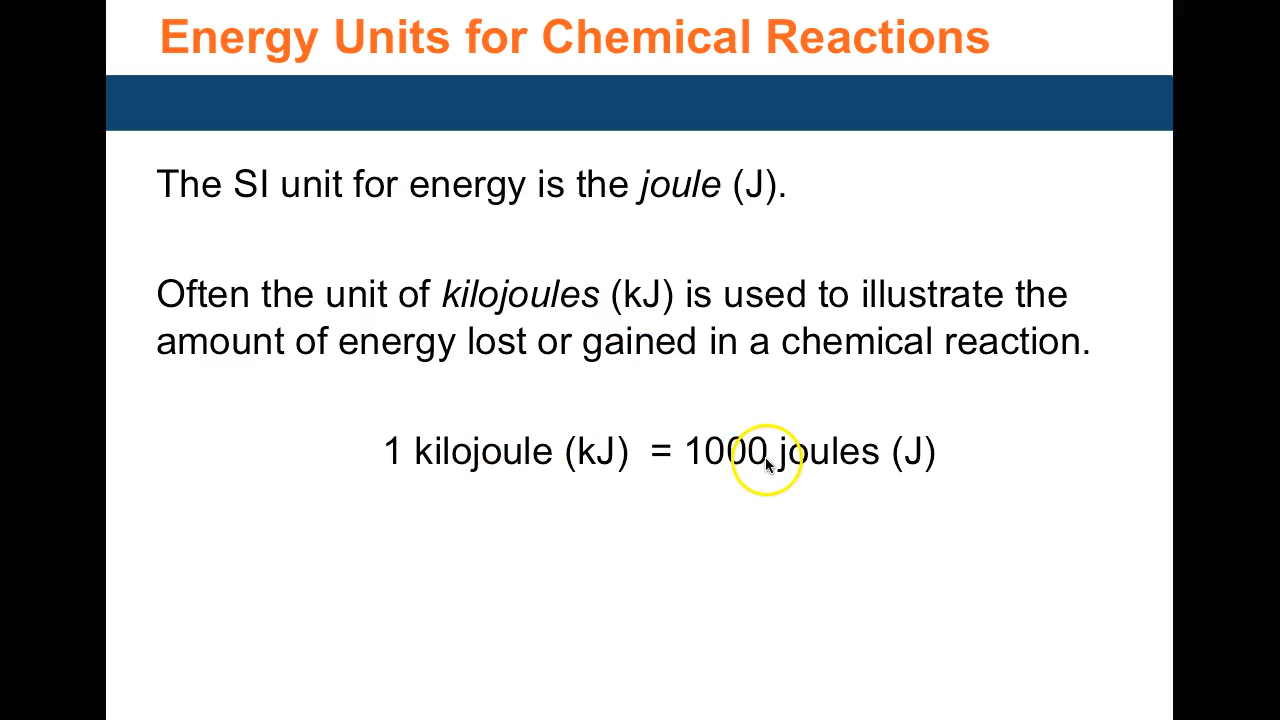 Energy Units for Chemical Reactions
The SI unit for energy is the joule (J).
Often the unit of kilojoules (kJ) is used to illustrate the
amount of energy lost or gained in a chemical reaction.
1 kilojoule (kJ)  = 1000 joules (J)